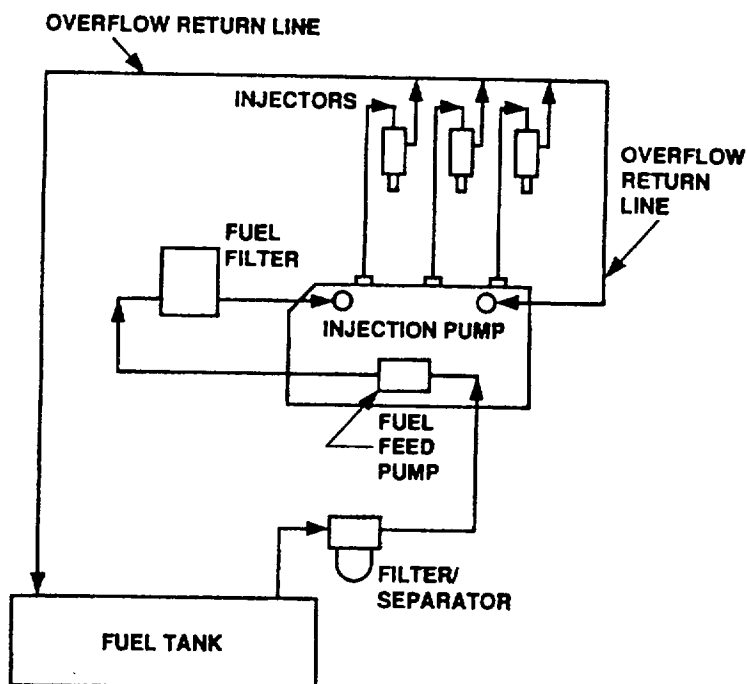 OVERFLOW RETURN LINE
INJECTORS
OVERFLOW
RETURN
LINE
FUEL
FILTER
INJECTION PUMP
FUEL
FEED
PUMP
FILTER/
SEPARATOR
FUEL TANK